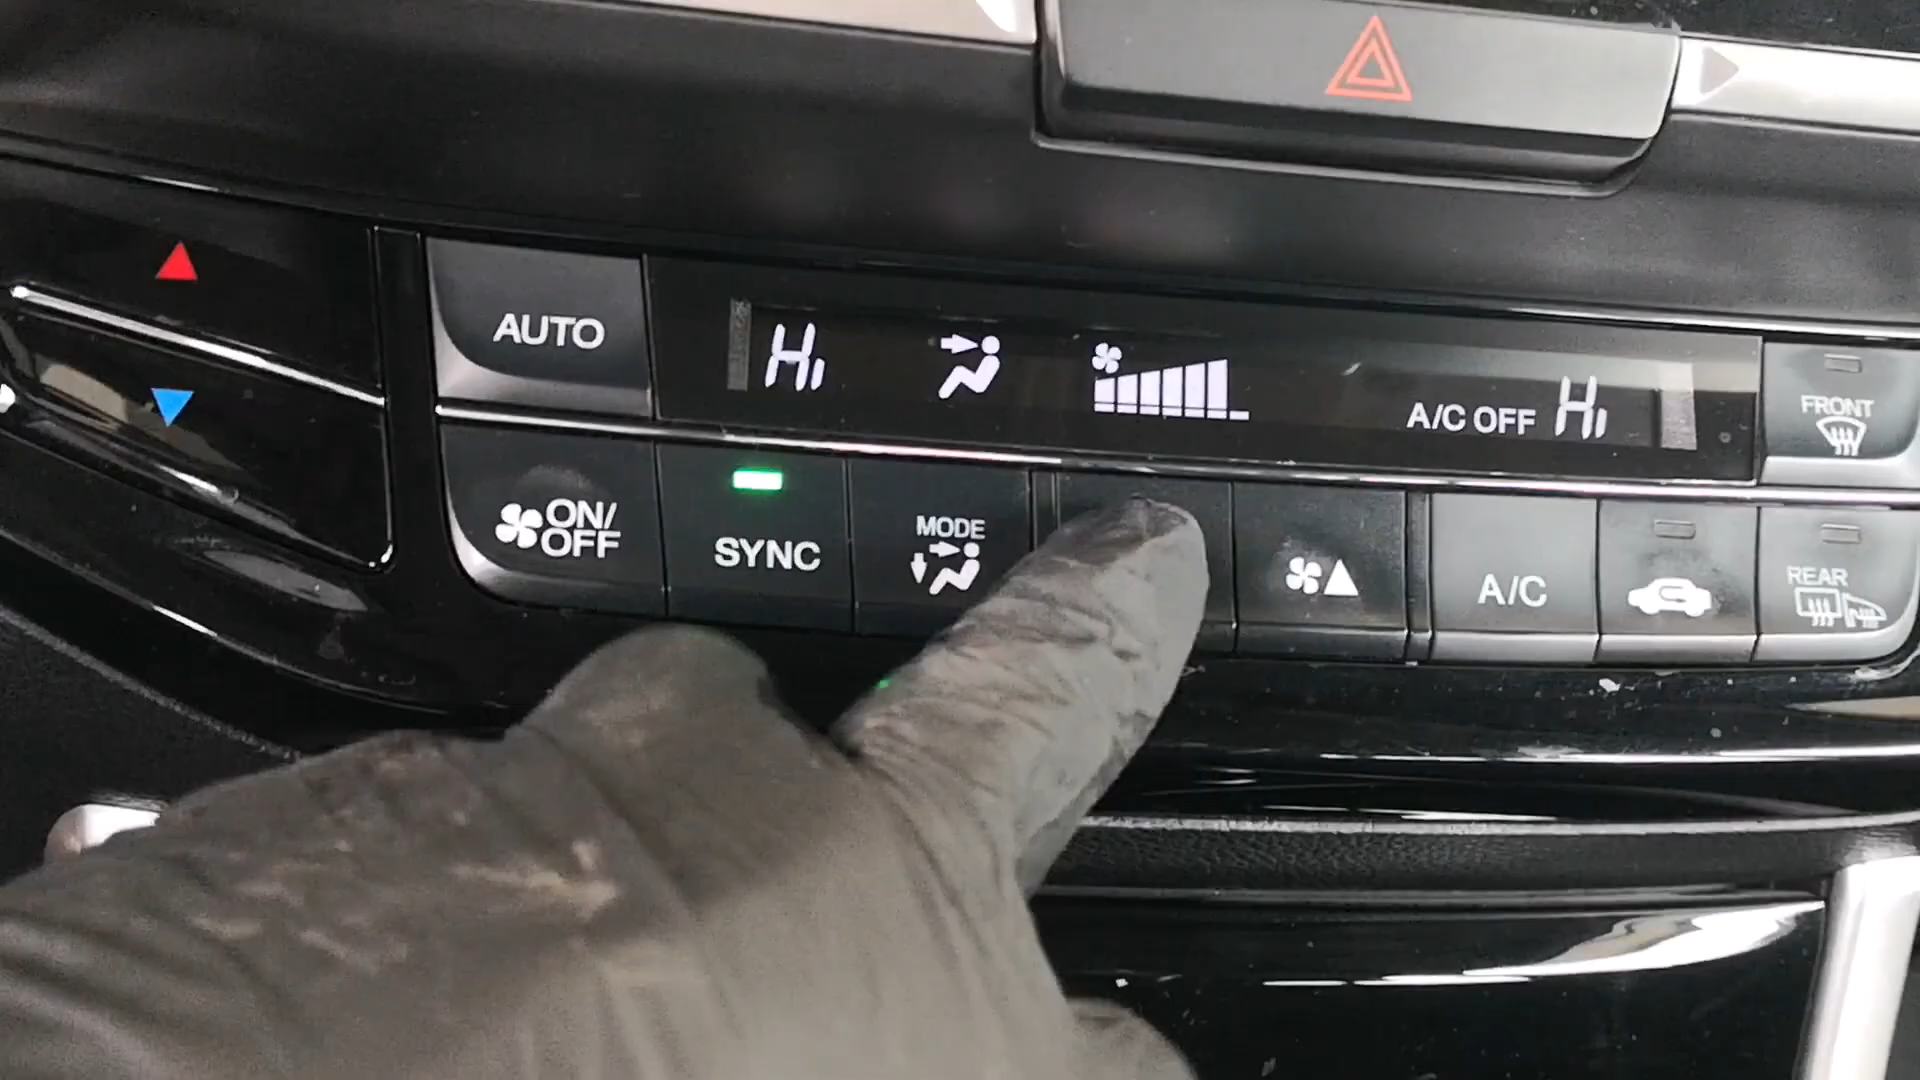 AUTO
Hi
A/C OFF Hi
FRONT
ON/
OFF
SYNC
MODE
A/C
REAR